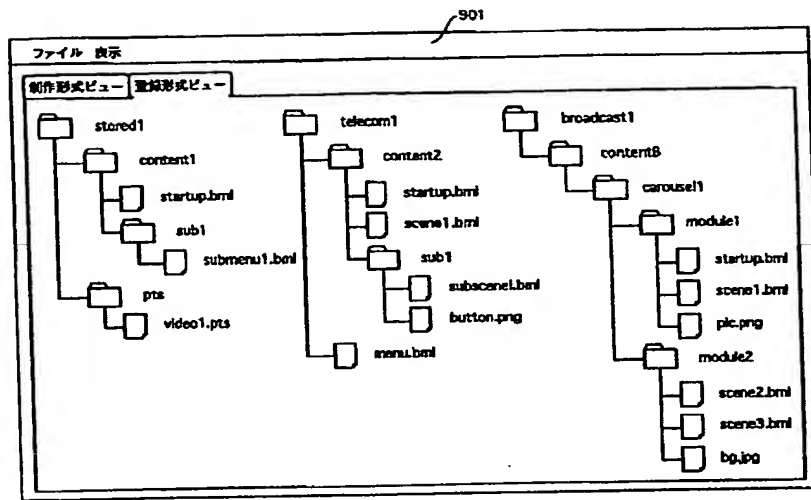 901
ファイル 表示
制作形式ビュー 登録形式ビュー
stored1
content1
startup.bml
sub1
submenu1.bml
pts
video1.pts
telecom1
content2
startup.bml
scene1.bml
sub1
subscene1.bml
button.png
menu.bml
broadcast1
contentB
carousel1
module1
startup.bml
scene1.bml
pic.png
module2
scene2.bml
scene3.bml
bg.jpg